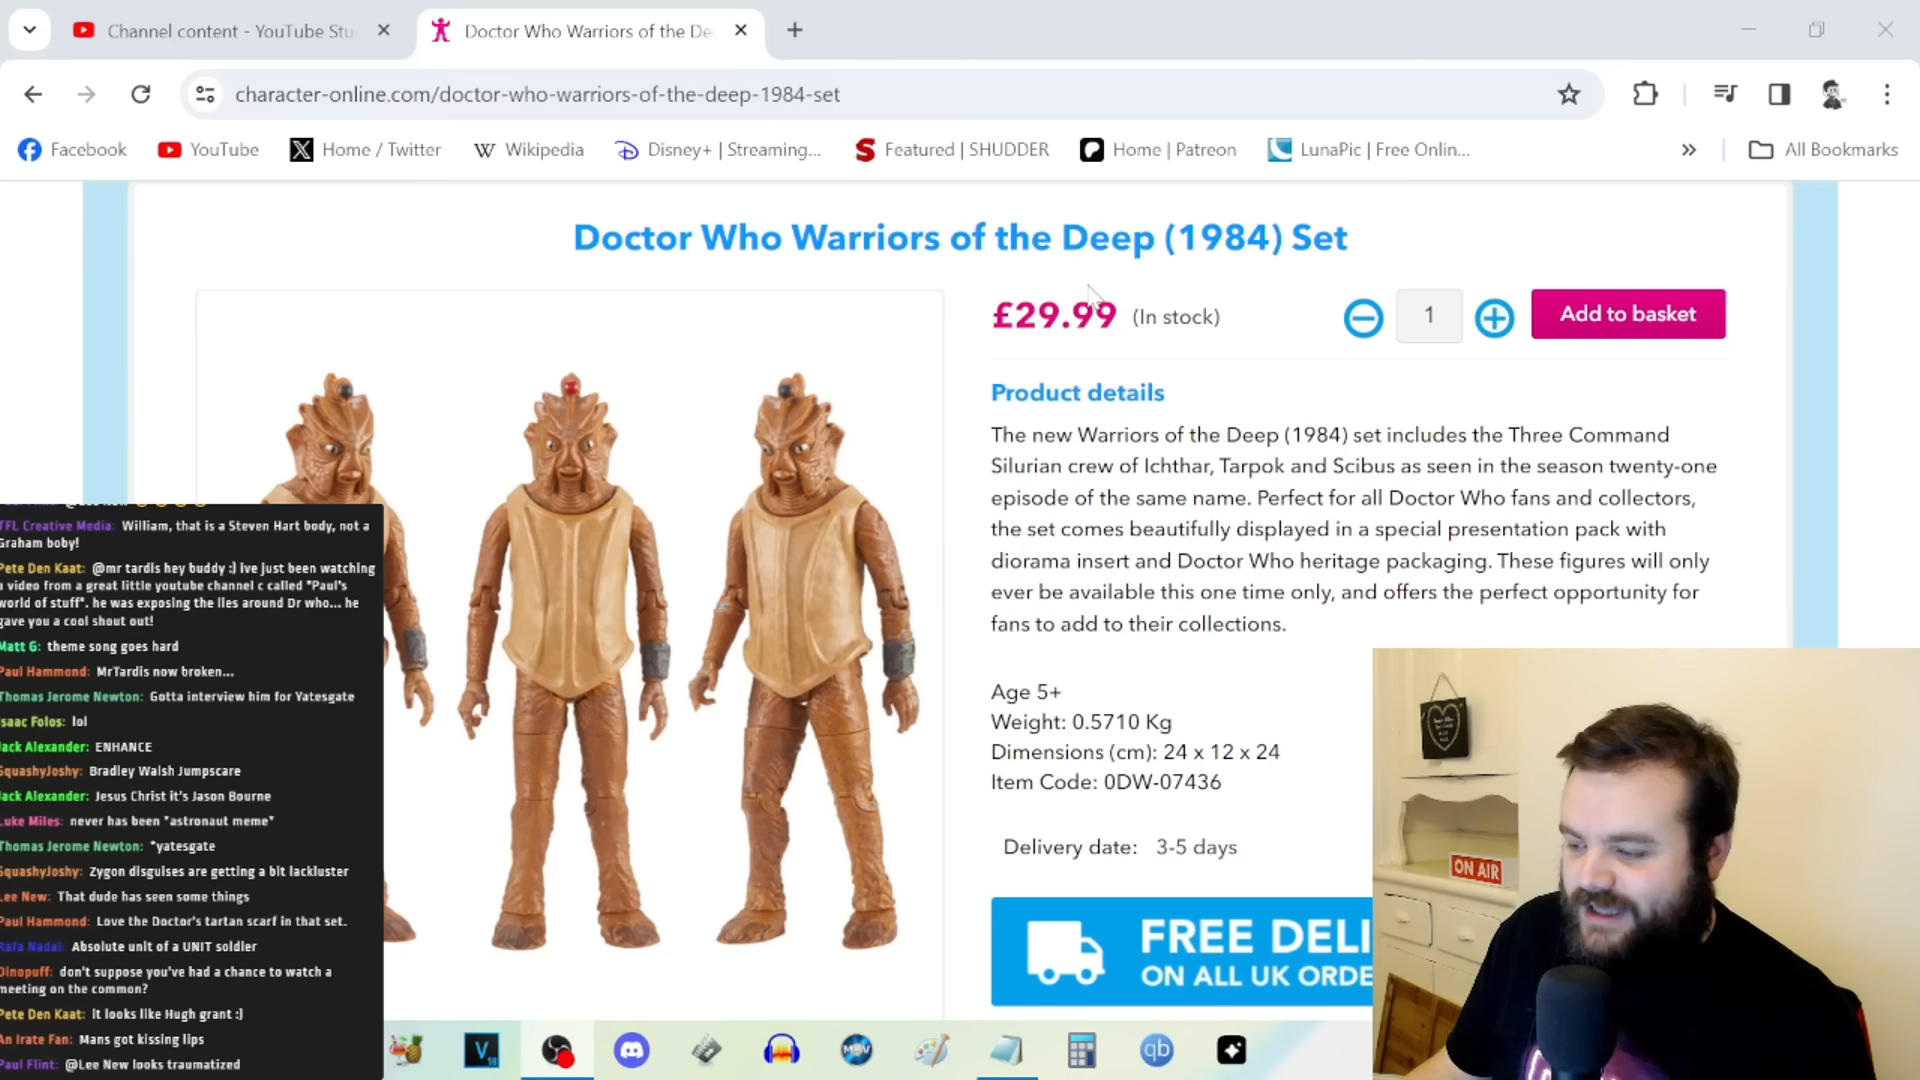 Channel content - YouTube Stu
Doctor Who Warriors of the De
character-online.com/doctor-who-warriors-of-the-deep-1984-set
Facebook
YouTube
Home / Twitter
Wikipedia
Disney+ | Streaming...
Featured | SHUDDER
Home | Patreon
LunaPic | Free Onlin...
All Bookmarks
Doctor Who Warriors of the Deep (1984) Set
£29.99 (In stock)
1
Add to basket
Product details
The new Warriors of the Deep (1984) set includes the Three Command
Silurian crew of Ichthar, Tarpok and Scibus as seen in the season twenty-one
episode of the same name. Perfect for all Doctor Who fans and collectors,
the set comes beautifully displayed in a special presentation pack with
diorama insert and Doctor Who heritage packaging. These figures will only
ever be available this one time only, and offers the perfect opportunity for
fans to add to their collections.
Age 5+
Weight: 0.5710 Kg
Dimensions (cm): 24 x 12 x 24
Item Code: 0DW-07436
Delivery date: 3-5 days
FREE DELI
ON ALL UK ORDE
TFL Creative Media: William, that is a Steven Hart body, not a
Graham boby!
Pete Den Kaat: @mr tardis hey buddy :) ive just been watching
a video from a great little youtube channel c called "Paul's
world of stuff". he was exposing the lies around Dr who... he
gave you a cool shout out!
Matt G: theme song goes hard
Paul Hammond: MrTardis now broken...
Thomas Jerome Newton: Gotta interview him for Yatesgate
Isaac Folos: lol
Jack Alexander: ENHANCE
SquashyJoshy: Bradley Walsh Jumpscare
Jack Alexander: Jesus Christ it's Jason Bourne
Luke Miles: never has been *astronaut meme*
Thomas Jerome Newton: *yatesgate
SquashyJoshy: Zygon disguises are getting a bit lackluster
Lee New: That dude has seen some things
Paul Hammond: Love the Doctor's tartan scarf in that set.
Rafa Nadal: Absolute unit of a UNIT soldier
Dinopuff: don't suppose you've had a chance to watch a
meeting on the common?
Pete Den Kaat: it looks like Hugh grant :)
An Irate Fan: Mans got kissing lips
Paul Flint: @Lee New looks traumatized
ON AIR
V
18
MBV
qb